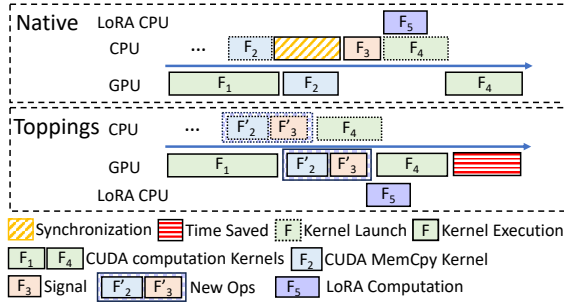 Native
LoRA CPU
F5
CPU
...
F2
F3
F4
GPU
F1
F2
F4
Toppings
CPU
...
F'2
F'3
F4
GPU
F1
F'2
F'3
F4
LoRA CPU
F5
Synchronization
Time Saved
F Kernel Launch
F Kernel Execution
F1 F4 CUDA computation Kernels
F2 CUDA MemCpy Kernel
F3 Signal
F'2 F'3 New Ops
F5 LoRA Computation